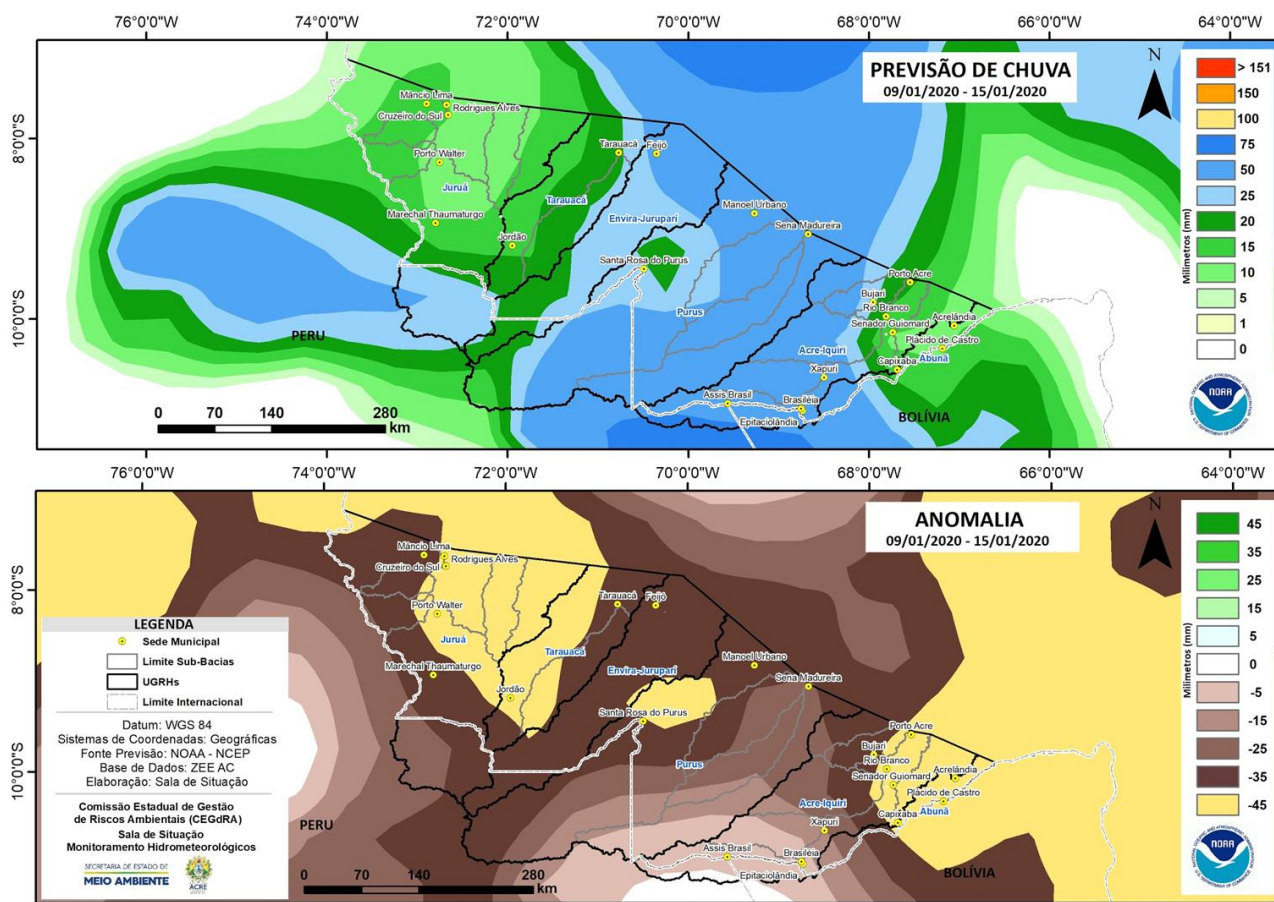 76°0'0"W 74°0'0"W 72°0'0"W 70°0'0"W 68°0'0"W 66°0'0"W 64°0'0"W
PREVISÃO DE CHUVA
09/01/2020 - 15/01/2020
N
Milímetros (mm)
> 151
150
100
75
50
25
20
15
10
5
1
0
8°0'0"S
10°0'0"S
Mâncio Lima
Rodrigues Alves
Cruzeiro do Sul
Porto Walter
Juruá
Marechal Thaumaturgo
Jordão
Tarauacá
Feijó
Tarauacá
Envira-Jurupari
Manoel Urbano
Sena Madureira
Santa Rosa do Purus
Purus
Porto Acre
Bujari
Rio Branco
Senador Guiomard
Acrelândia
Plácido de Castro
Abunã
Capixaba
Acre-Iquiri
Xapuri
Assis Brasil
Brasiléia
Epitaciolândia
PERU
BOLÍVIA
0 70 140 280
km
NOAA
76°0'0"W 74°0'0"W 72°0'0"W 70°0'0"W 68°0'0"W 66°0'0"W 64°0'0"W
ANOMALIA
09/01/2020 - 15/01/2020
N
Milímetros (mm)
45
35
25
15
5
0
-5
-15
-25
-35
-45
8°0'0"S
10°0'0"S
Mâncio Lima
Rodrigues Alves
Cruzeiro do Sul
Porto Walter
Juruá
Marechal Thaumaturgo
Jordão
Tarauacá
Feijó
Tarauacá
Envira-Jurupari
Manoel Urbano
Sena Madureira
Santa Rosa do Purus
Purus
Porto Acre
Bujari
Rio Branco
Senador Guiomard
Acrelândia
Plácido de Castro
Abunã
Capixaba
Acre-Iquiri
Xapuri
Assis Brasil
Brasiléia
Epitaciolândia
PERU
BOLÍVIA
LEGENDA
Sede Municipal
Limite Sub-Bacias
UGRHs
Limite Internacional
Datum: WGS 84
Sistemas de Coordenadas: Geográficas
Fonte Previsão: NOAA - NCEP
Base de Dados: ZEE AC
Elaboração: Sala de Situação
Comissão Estadual de Gestão
de Riscos Ambientais (CEGdRA)
Sala de Situação
Monitoramento Hidrometeorológicos
SECRETARIA DE ESTADO DE
MEIO AMBIENTE
ACRE
0 70 140 280
km
NOAA